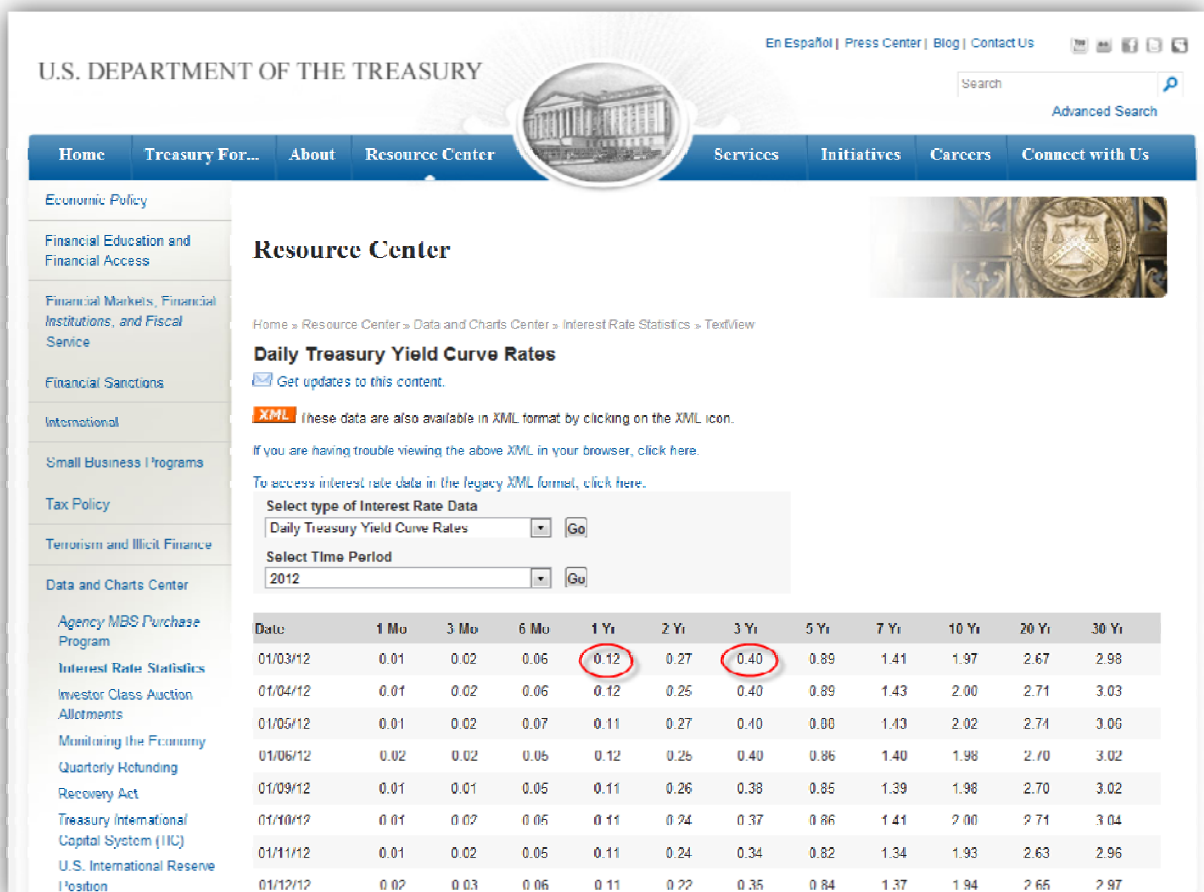 En Español | Press Center | Blog | Contact Us
U.S. DEPARTMENT OF THE TREASURY
Search
Advanced Search
Home Treasury For... About Resource Center Services Initiatives Careers Connect with Us
Economic Policy
Financial Education and
Financial Access
Financial Markets, Financial
Institutions, and Fiscal
Service
Financial Sanctions
International
Small Business Programs
Tax Policy
Terrorism and Illicit Finance
Data and Charts Center
Agency MBS Purchase
Program
Interest Rate Statistics
Investor Class Auction
Allotments
Monitoring the Economy
Quarterly Refunding
Recovery Act
Treasury International
Capital System (TIC)
U.S. International Reserve
Position
Resource Center
Home » Resource Center » Data and Charts Center » Interest Rate Statistics » TextView
Daily Treasury Yield Curve Rates
Get updates to this content.
XML These data are also available in XML format by clicking on the XML icon.
If you are having trouble viewing the above XML in your browser, click here.
To access interest rate data in the legacy XML format, click here.
Select type of Interest Rate Data
Daily Treasury Yield Curve Rates Go
Select Time Period
2012 Go
Date 1 Mo 3 Mo 6 Mo 1 Yr 2 Yr 3 Yr 5 Yr 7 Yr 10 Yr 20 Yr 30 Yr
01/03/12 0.01 0.02 0.06 0.12 0.27 0.40 0.89 1.41 1.97 2.67 2.98
01/04/12 0.01 0.02 0.06 0.12 0.25 0.40 0.89 1.43 2.00 2.71 3.03
01/05/12 0.01 0.02 0.07 0.11 0.27 0.40 0.88 1.43 2.02 2.74 3.06
01/06/12 0.02 0.02 0.05 0.12 0.25 0.40 0.86 1.40 1.98 2.70 3.02
01/09/12 0.01 0.01 0.05 0.11 0.26 0.38 0.85 1.39 1.98 2.70 3.02
01/10/12 0.01 0.02 0.05 0.11 0.24 0.37 0.86 1.41 2.00 2.71 3.04
01/11/12 0.01 0.02 0.05 0.11 0.24 0.34 0.82 1.34 1.93 2.63 2.96
01/12/12 0.02 0.03 0.06 0.11 0.22 0.35 0.84 1.37 1.94 2.66 2.97